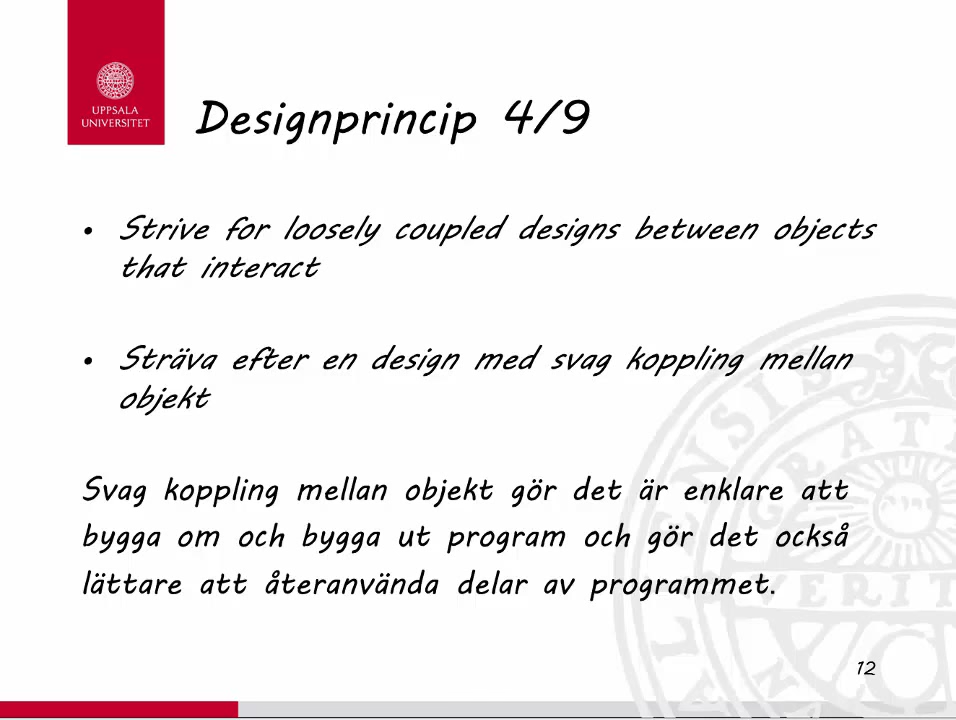 UPPSALA
UNIVERSITET
Designprincip 4/9
• Strive for loosely coupled designs between objects
that interact
• Sträva efter en design med svag koppling mellan
objekt
Svag koppling mellan objekt gör det är enklare att
bygga om och bygga ut program och gör det också
lättare att återanvända delar av programmet.
12